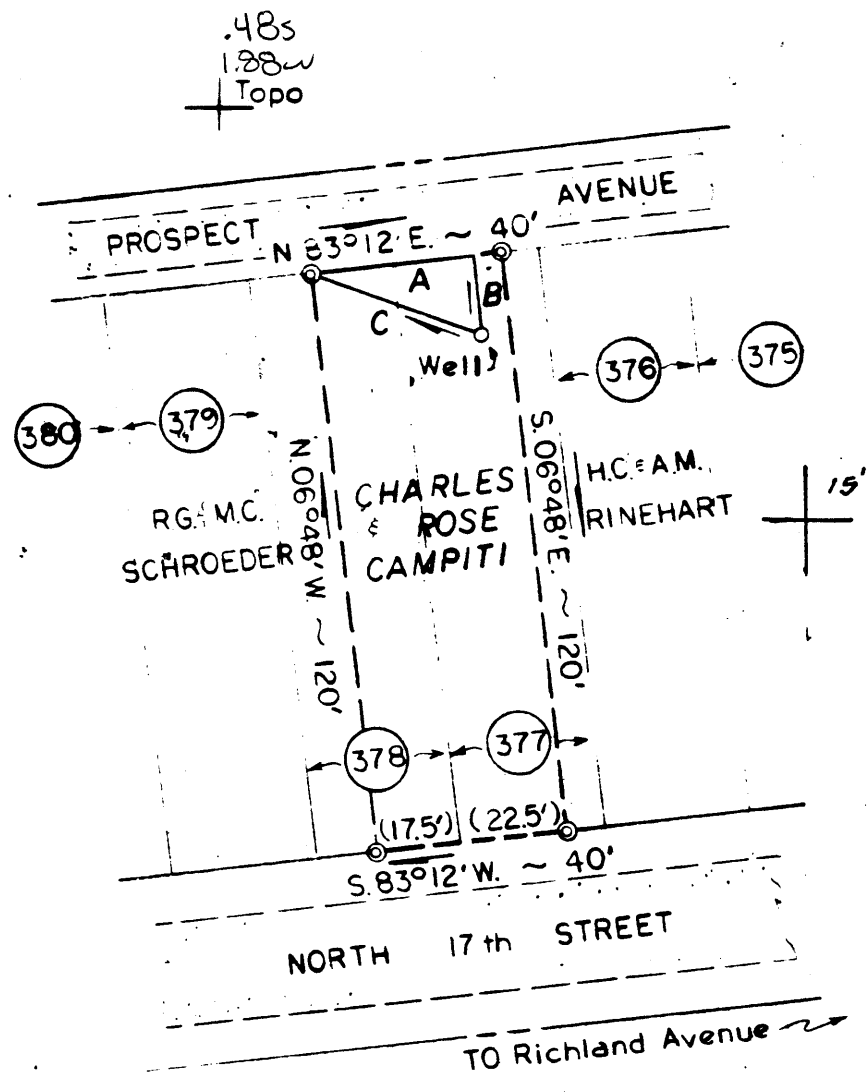 .48s
1.88w
Topo
PROSPECT AVENUE
N 83°12' E. ~ 40'
A
B
C
Well
376
375
380
379
15'
N.06°48'W. ~ 120'
S.06°48'E. ~ 120'
R.G. & M.C.
SCHROEDER
CHARLES
& ROSE
CAMPITI
H.C. & A.M.
RINEHART
378
377
(17.5') (22.5')
S.83°12'W. ~ 40'
NORTH 17th STREET
TO Richland Avenue